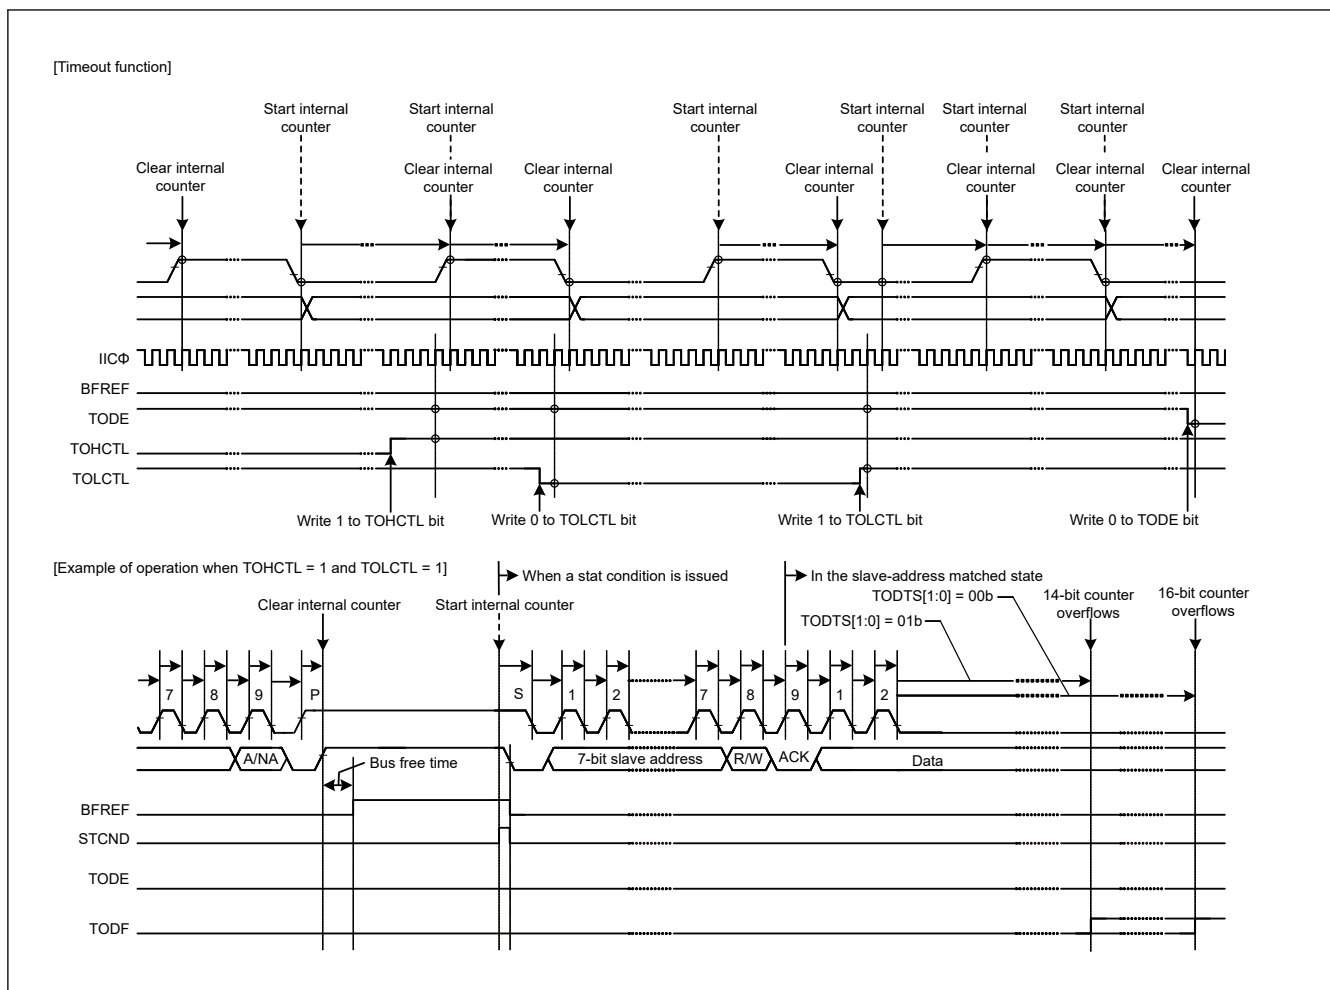 [Timeout function]
Start internal
counter
Start internal
counter
Start internal
counter
Start internal
counter
Start internal
counter
Start internal
counter
Clear internal
counter
Clear internal
counter
Clear internal
counter
Clear internal
counter
Clear internal
counter
Clear internal
counter
Clear internal
counter
IICΦ
BFREF
TODE
TOHCTL
TOLCTL
Write 1 to TOHCTL bit
Write 0 to TOLCTL bit
Write 1 to TOLCTL bit
Write 0 to TODE bit
[Example of operation when TOHCTL = 1 and TOLCTL = 1]
When a stat condition is issued
In the slave-address matched state
TODTS[1:0] = 00b
TODTS[1:0] = 01b
14-bit counter
overflows
16-bit counter
overflows
Clear internal counter
Start internal counter
7 8 9 P S 1 2 7 8 9 1 2
A/NA
Bus free time
7-bit slave address
R/W
ACK
Data
BFREF
STCND
TODE
TODF